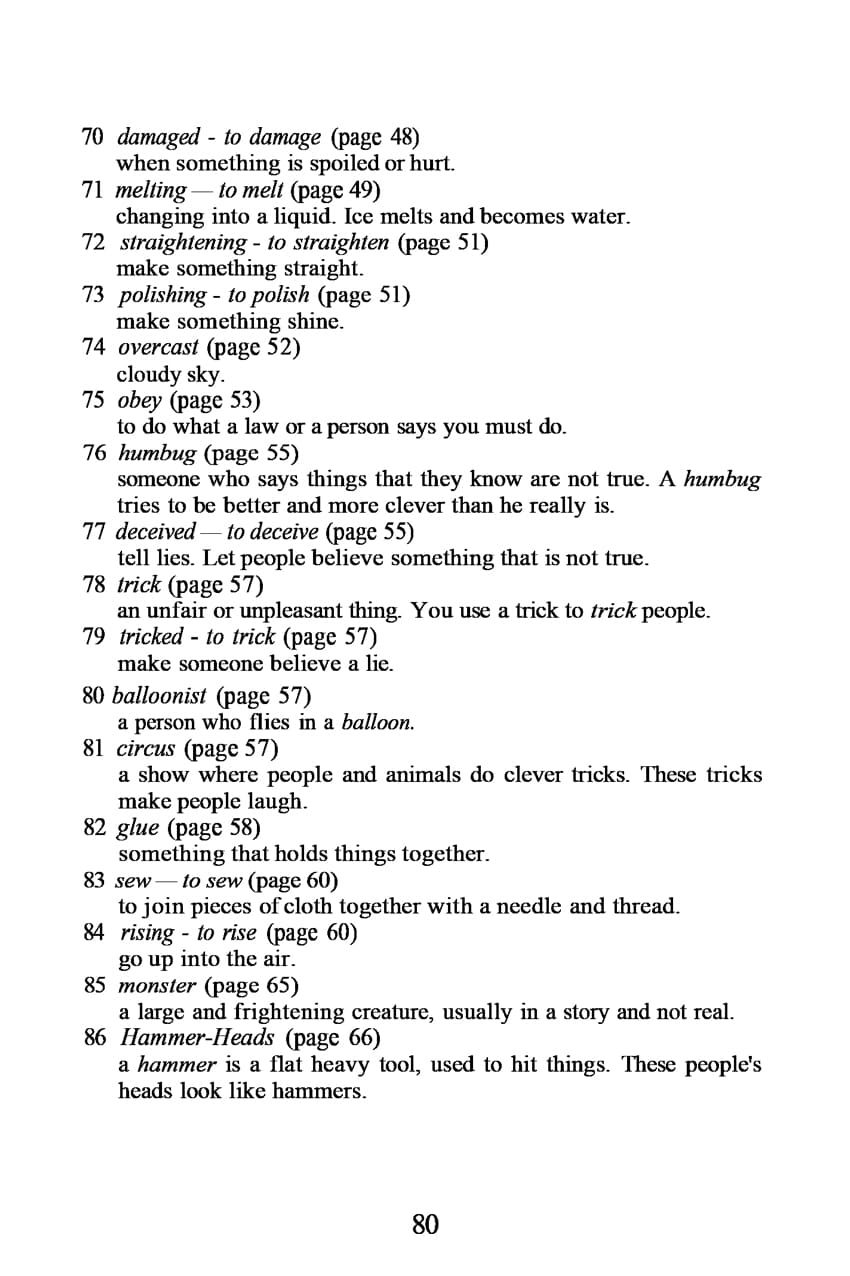 70 damaged - to damage (page 48)
when something is spoiled or hurt.
71 melting — to melt (page 49)
changing into a liquid. Ice melts and becomes water.
72 straightening - to straighten (page 51)
make something straight.
73 polishing - to polish (page 51)
make something shine.
74 overcast (page 52)
cloudy sky.
75 obey (page 53)
to do what a law or a person says you must do.
76 humbug (page 55)
someone who says things that they know are not true. A humbug
tries to be better and more clever than he really is.
77 deceived — to deceive (page 55)
tell lies. Let people believe something that is not true.
78 trick (page 57)
an unfair or unpleasant thing. You use a trick to trick people.
79 tricked - to trick (page 57)
make someone believe a lie.
80 balloonist (page 57)
a person who flies in a balloon.
81 circus (page 57)
a show where people and animals do clever tricks. These tricks
make people laugh.
82 glue (page 58)
something that holds things together.
83 sew — to sew (page 60)
to join pieces of cloth together with a needle and thread.
84 rising - to rise (page 60)
go up into the air.
85 monster (page 65)
a large and frightening creature, usually in a story and not real.
86 Hammer-Heads (page 66)
a hammer is a flat heavy tool, used to hit things. These people's
heads look like hammers.
80